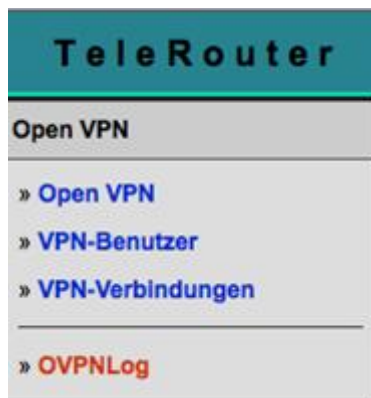 TeleRouter
Open VPN
» Open VPN
» VPN-Benutzer
» VPN-Verbindungen
» OVPNLog